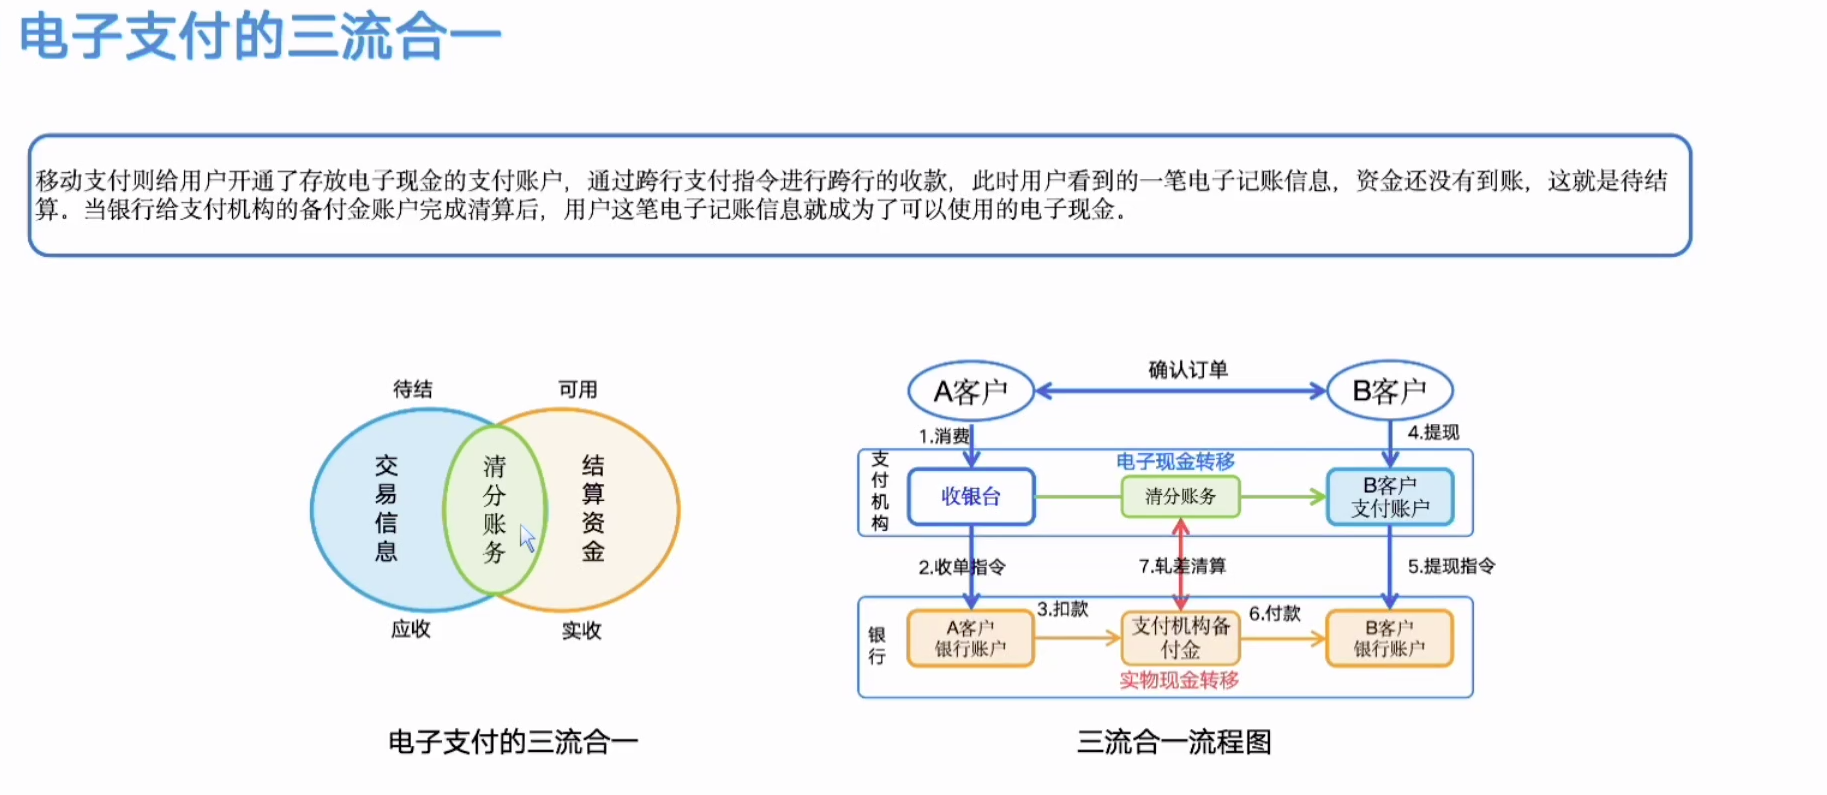 电子支付的三流合一
移动支付则给用户开通了存放电子现金的支付账户，通过跨行支付指令进行跨行的收款，此时用户看到的一笔电子记账信息，资金还没有到账，这就是待结
算。当银行给支付机构的备付金账户完成清算后，用户这笔电子记账信息就成为了可以使用的电子现金。
待结
可用
交易信息
清分账务
结算资金
应收
实收
电子支付的三流合一
A客户
确认订单
B客户
1.消费
4.提现
支付机构
电子现金转移
收银台
清分账务
B客户
支付账户
2.收单指令
7.轧差清算
5.提现指令
银行
A客户
银行账户
3.扣款
支付机构备
付金
6.付款
B客户
银行账户
实物现金转移
三流合一流程图